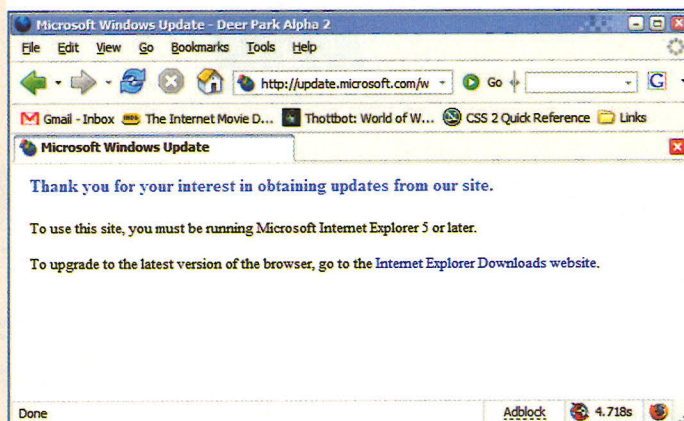 Microsoft Windows Update - Deer Park Alpha 2
File Edit View Go Bookmarks Tools Help
http://update.microsoft.com/w Go G
Gmail - Inbox The Internet Movie D... Thottbot: World of W... CSS 2 Quick Reference Links
Microsoft Windows Update
Thank you for your interest in obtaining updates from our site.
To use this site, you must be running Microsoft Internet Explorer 5 or later.
To upgrade to the latest version of the browser, go to the Internet Explorer Downloads website.
Done Adblock 4.718s